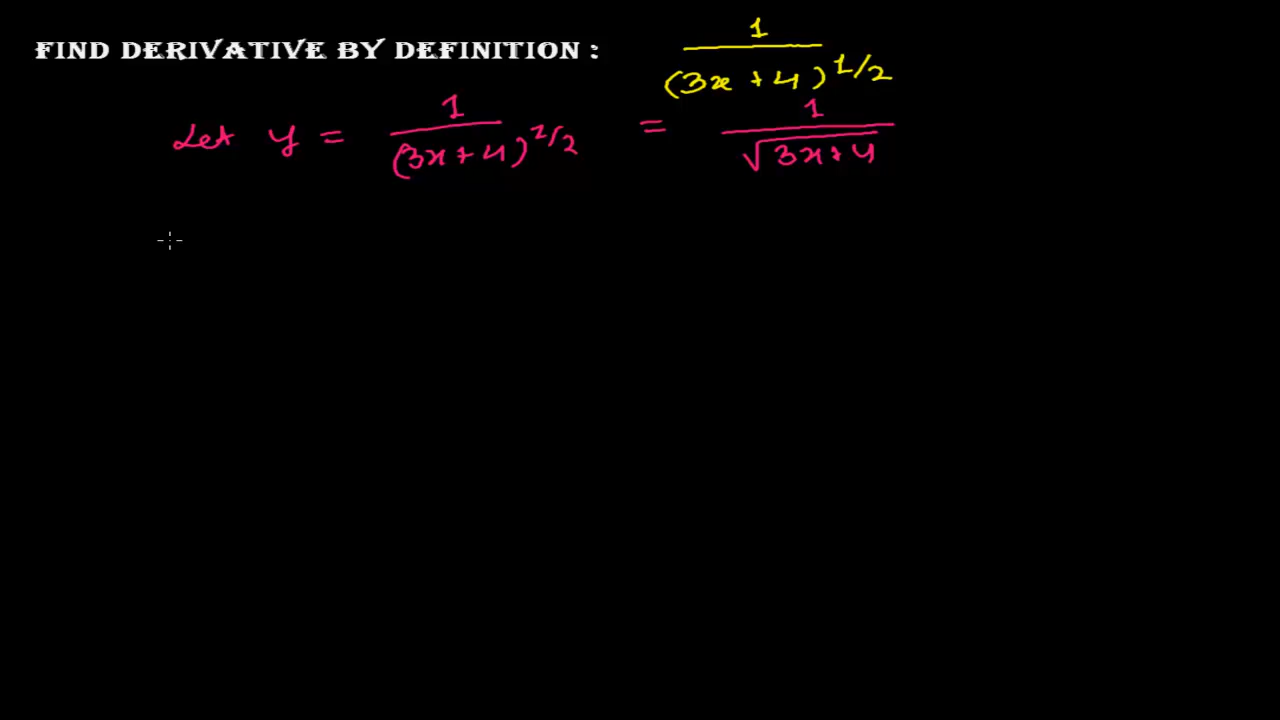 FIND DERIVATIVE BY DEFINITION : 1/(3x+4)^1/2
Let y = 1/(3x+4)^1/2 = 1/√3x+4